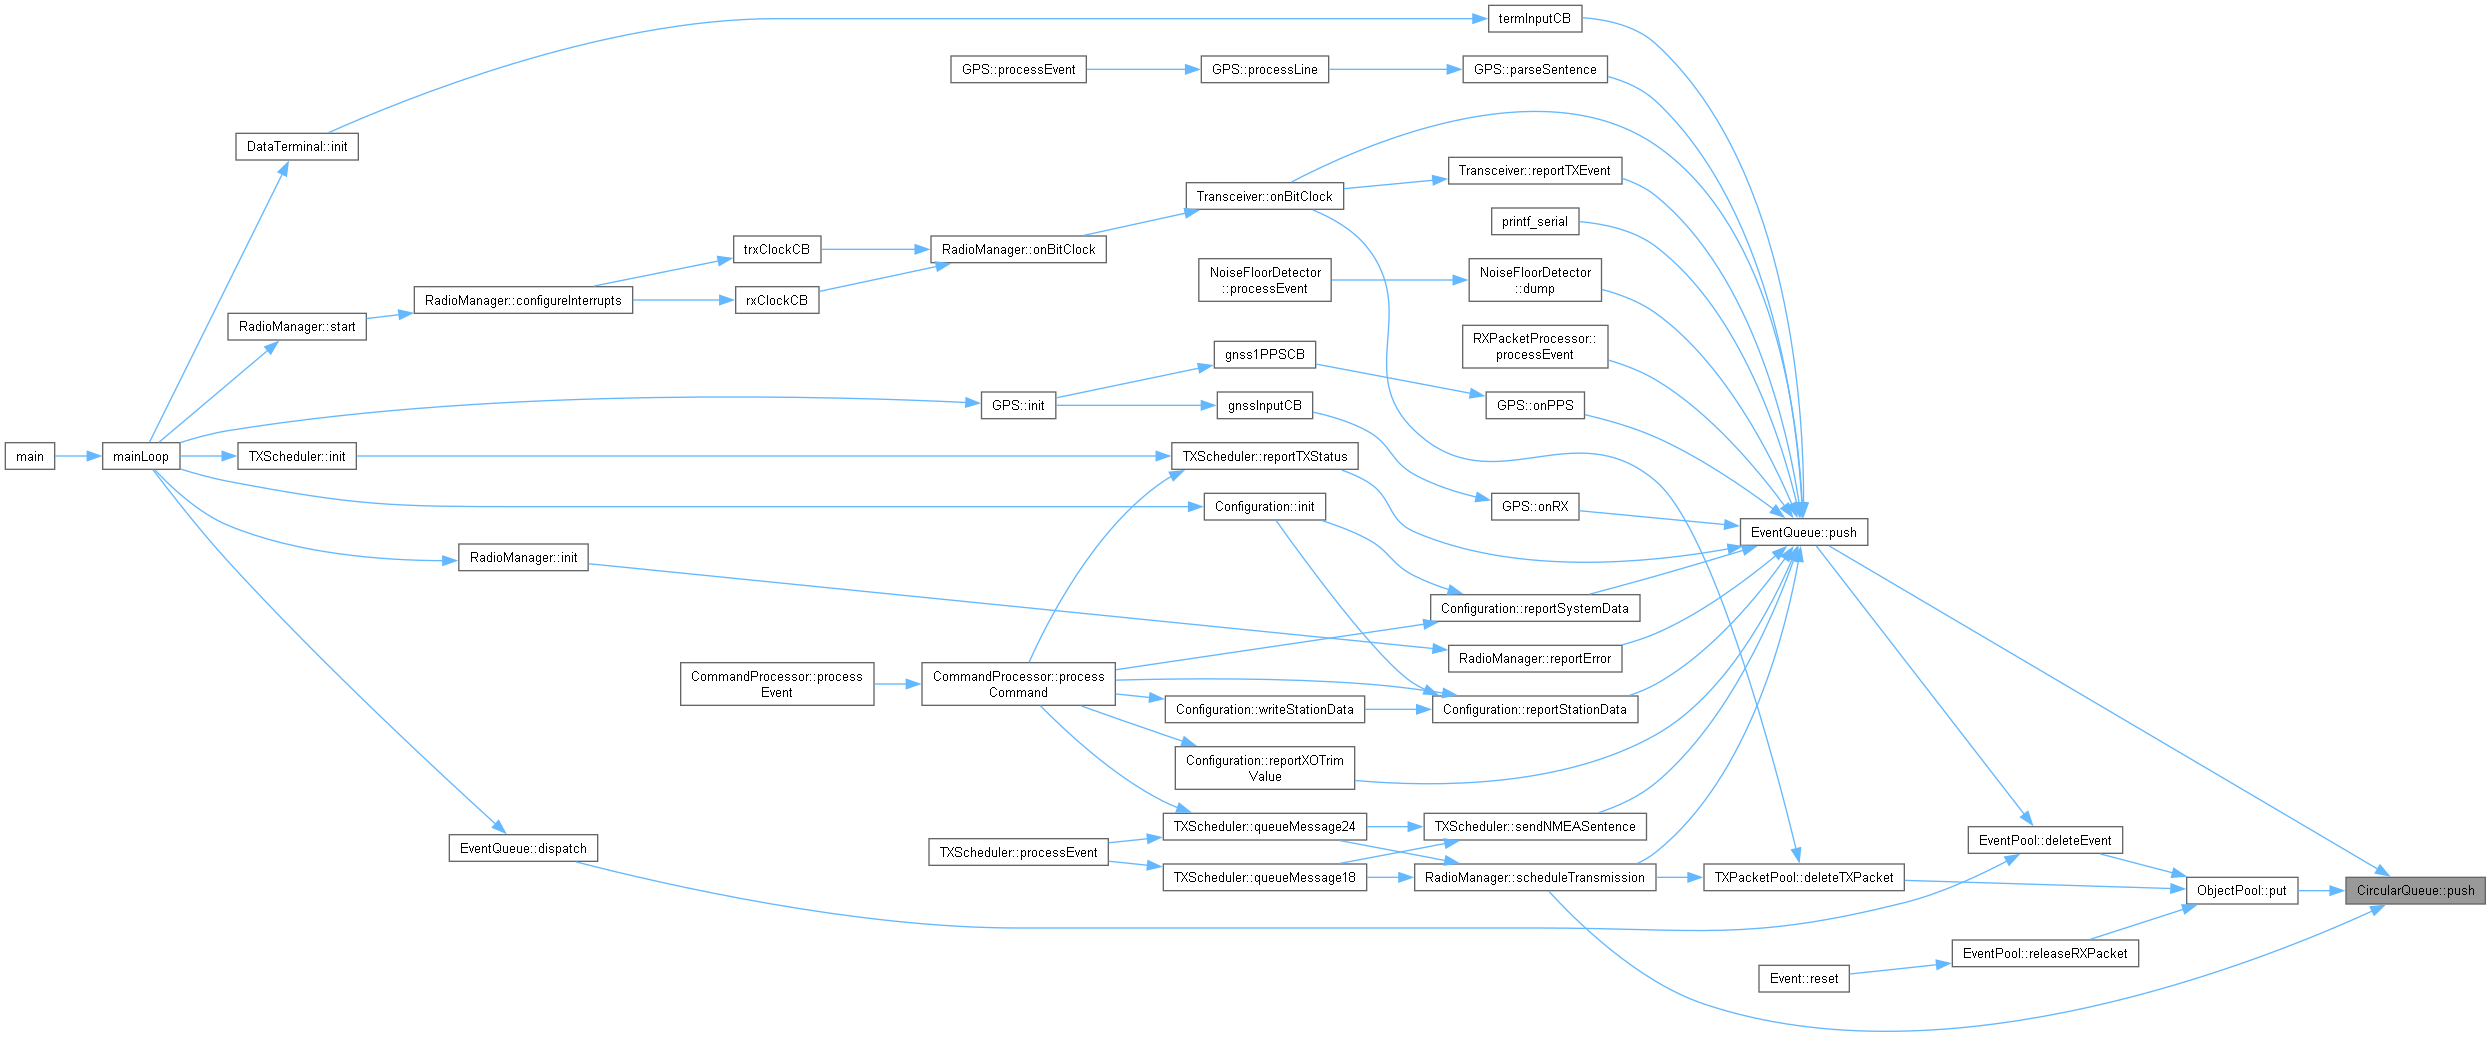 termInputCB
GPS::processEvent
GPS::processLine
GPS::parseSentence
DataTerminal::init
Transceiver::reportTXEvent
Transceiver::onBitClock
printf_serial
trxClockCB
RadioManager::onBitClock
NoiseFloorDetector
::processEvent
NoiseFloorDetector
::dump
RadioManager::configureInterrupts
rxClockCB
RadioManager::start
RXPacketProcessor::
processEvent
gnss1PPSCB
GPS::init
gnssInputCB
GPS::onPPS
main
mainLoop
TXScheduler::init
TXScheduler::reportTXStatus
Configuration::init
GPS::onRX
EventQueue::push
RadioManager::init
Configuration::reportSystemData
RadioManager::reportError
CommandProcessor::process
Event
CommandProcessor::process
Command
Configuration::writeStationData
Configuration::reportStationData
Configuration::reportXOTrim
Value
TXScheduler::queueMessage24
TXScheduler::sendNMEASentence
EventQueue::dispatch
TXScheduler::processEvent
EventPool::deleteEvent
TXScheduler::queueMessage18
RadioManager::scheduleTransmission
TXPacketPool::deleteTXPacket
ObjectPool::put
CircularQueue::push
EventPool::releaseRXPacket
Event::reset